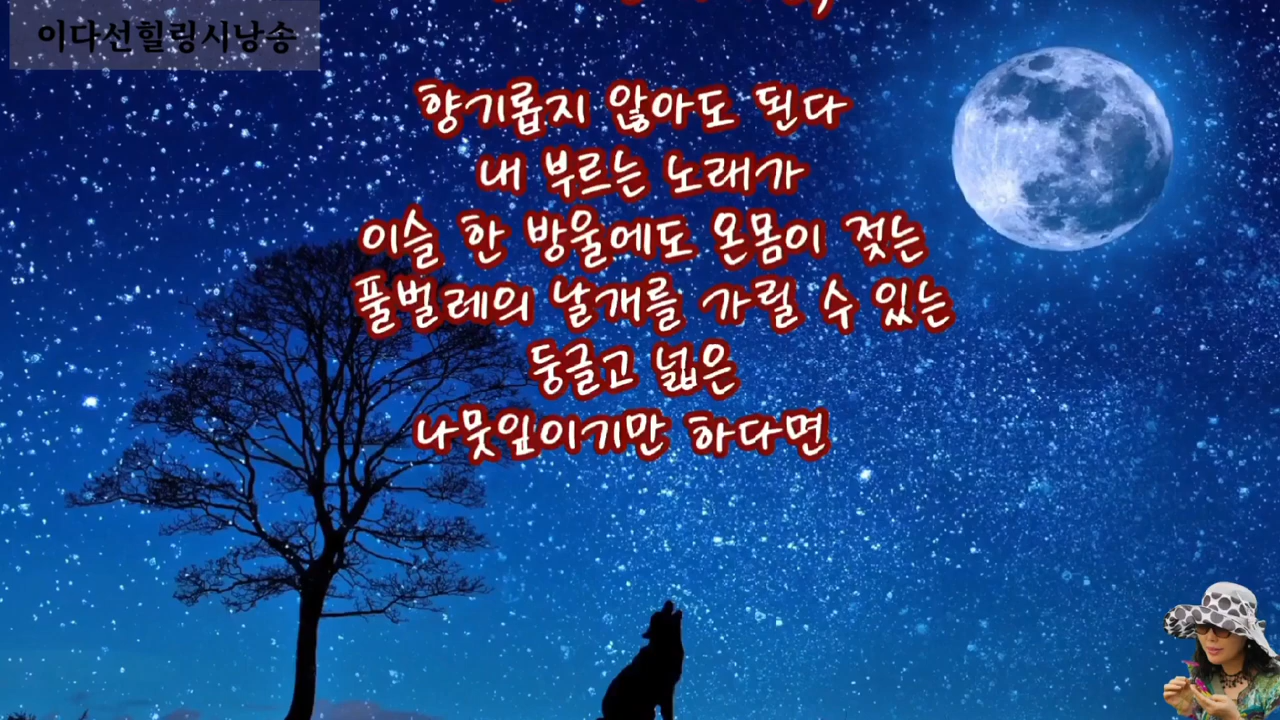 이다선힐링시낭송
향기롭지 않아도 된다
내 부르는 노래가
이슬 한 방울에도 온몸이 젖는
풀벌레의 날개를 가릴 수 있는
둥글고 넓은
나뭇잎이기만 하다면